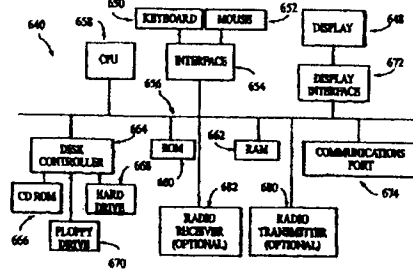 650
KEYBOARD
MOUSE
652
658
640
CPU
INTERFACE
654
DISPLAY
648
DISPLAY
INTERFACE
672
656
664
DESK
CONTROLLER
ROM
660
662
RAM
COMMUNICATIONS
PORT
674
CD ROM
666
HARD
DRIVE
668
FLOPPY
DRIVE
670
682
RADIO
RECEIVER
(OPTIONAL)
680
RADIO
TRANSMITTER
(OPTIONAL)